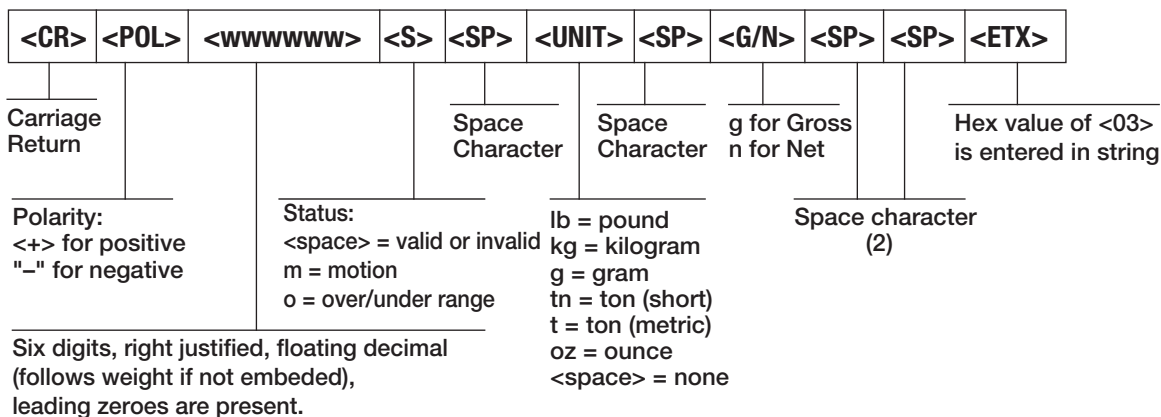 <CR> <POL> <wwwwww> <S> <SP> <UNIT> <SP> <G/N> <SP> <SP> <ETX>
Carriage
Return
Space
Character
Space
Character
g for Gross
n for Net
Hex value of <03>
is entered in string
Polarity:
<+> for positive
"–" for negative
Status:
<space> = valid or invalid
m = motion
o = over/under range
lb = pound
kg = kilogram
g = gram
tn = ton (short)
t = ton (metric)
oz = ounce
<space> = none
Space character
(2)
Six digits, right justified, floating decimal
(follows weight if not embeded),
leading zeroes are present.